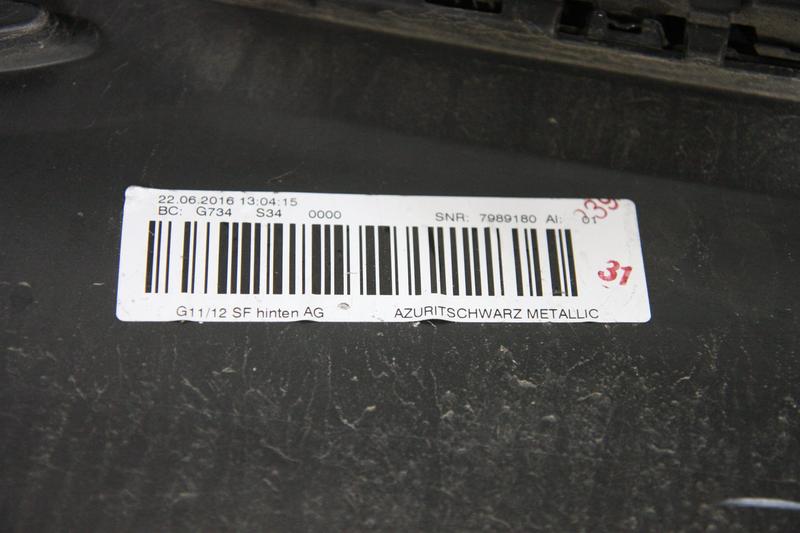 22.06.2016 13:04:15
BC: G734 S34 0000 SNR: 7989180 AI: 01
239
31
G11/12 SF hinten AG AZURITSCHWARZ METALLIC